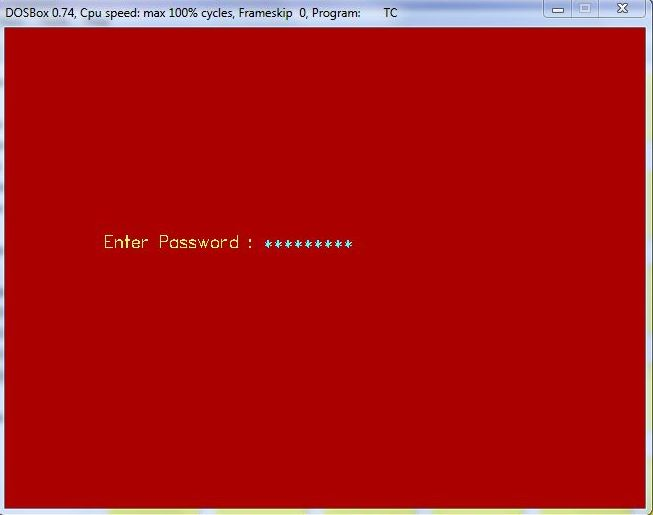 DOSBox 0.74, Cpu speed: max 100% cycles, Frameskip 0, Program: TC
Enter Password : *********